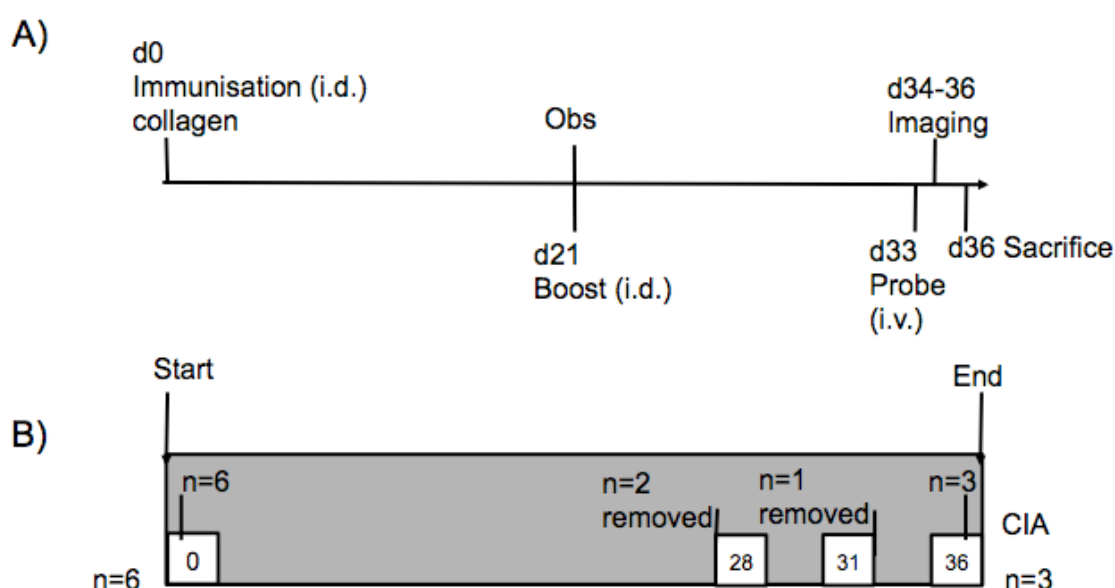 A)
d0
Immunisation (i.d.)
collagen
Obs
d34-36
Imaging
d21
Boost (i.d.)
d33
Probe
(i.v.)
d36 Sacrifice
Start
End
B)
n=6
n=2
removed
n=1
removed
n=3
CIA
0
28
31
36
n=6
n=3